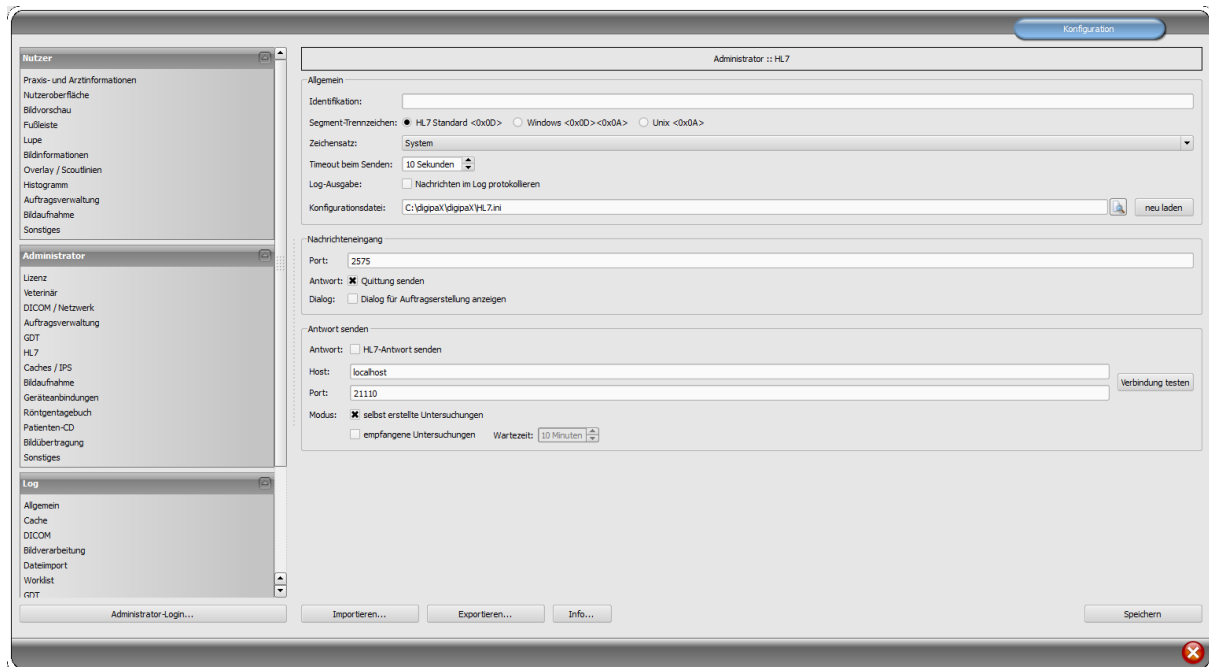 Konfiguration
Nutzer
Praxis- und Arztinformationen
Nutzeroberfläche
Bildvorschau
Fußleiste
Lupe
Bildinformationen
Overlay / Scoutlinien
Histogramm
Auftragsverwaltung
Bildaufnahme
Sonstiges
Administrator
Lizenz
Veterinär
DICOM / Netzwerk
Auftragsverwaltung
GDT
HL7
Caches / IPS
Bildaufnahme
Geräteanbindungen
Röntgentagebuch
Patienten-CD
Bildübertragung
Sonstiges
Log
Allgemein
Cache
DICOM
Bildverarbeitung
Dateiimport
Worklist
GDT
Administrator-Login...
Administrator :: HL7
Allgemein
Identifikation:
Segment-Trennzeichen: HL7 Standard <0x0D> Windows <0x0D><0x0A> Unix <0x0A>
Zeichensatz: System
Timeout beim Senden: 10 Sekunden
Log-Ausgabe: Nachrichten im Log protokollieren
Konfigurationsdatei: C:\digipaX\digipaX\HL7.ini neu laden
Nachrichteneingang
Port: 2575
Antwort: Quittung senden
Dialog: Dialog für Auftragserstellung anzeigen
Antwort senden
Antwort: HL7-Antwort senden
Host: localhost
Verbindung testen
Port: 21110
Modus: selbst erstellte Untersuchungen
empfangene Untersuchungen Wartezeit: 10 Minuten
Importieren... Exportieren... Info... Speichern